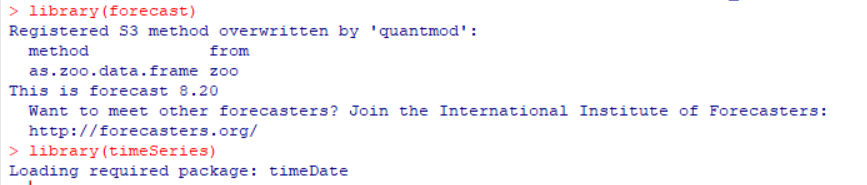 > library(forecast)
Registered S3 method overwritten by 'quantmod':
  method            from
  as.zoo.data.frame zoo
This is forecast 8.20
  Want to meet other forecasters? Join the International Institute of Forecasters:
  http://forecasters.org/
> library(timeSeries)
Loading required package: timeDate